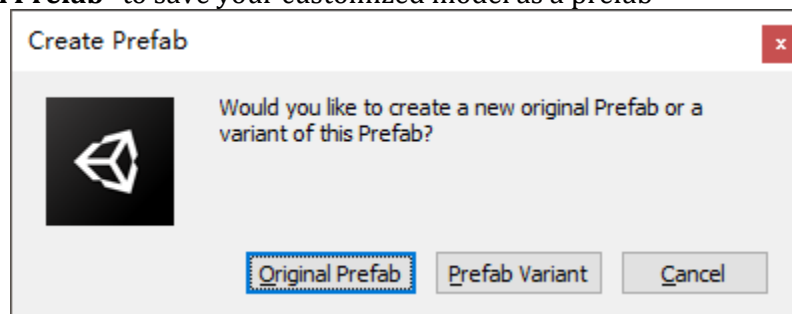 Prefab" to save your customized model as a prefab
Create Prefab
x
Would you like to create a new original Prefab or a
variant of this Prefab?
Original Prefab
Prefab Variant
Cancel